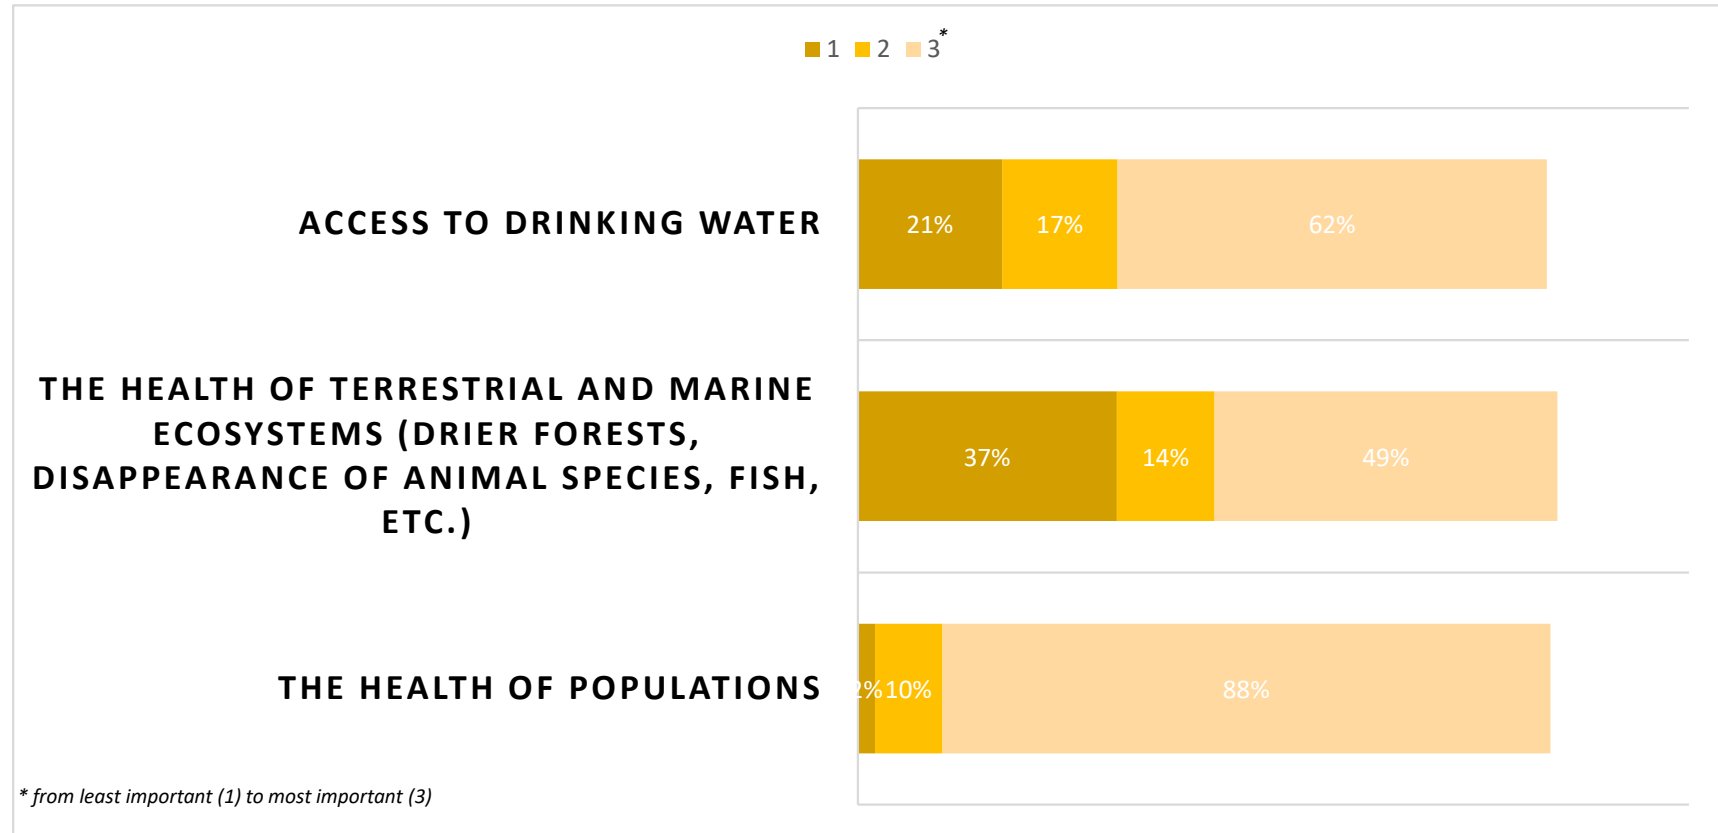 1 2 3*
ACCESS TO DRINKING WATER
21% 17% 62%
THE HEALTH OF TERRESTRIAL AND MARINE
ECOSYSTEMS (DRIER FORESTS,
DISAPPEARANCE OF ANIMAL SPECIES, FISH,
ETC.)
37% 14% 49%
THE HEALTH OF POPULATIONS
2% 10% 88%
* from least important (1) to most important (3)